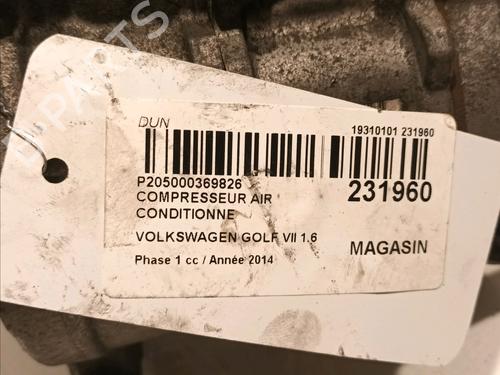 DUN
19310101 231960
P205000369826
231960
COMPRESSEUR AIR
CONDITIONNE
VOLKSWAGEN GOLF VII 1.6
MAGASIN
Phase 1 cc / Année 2014